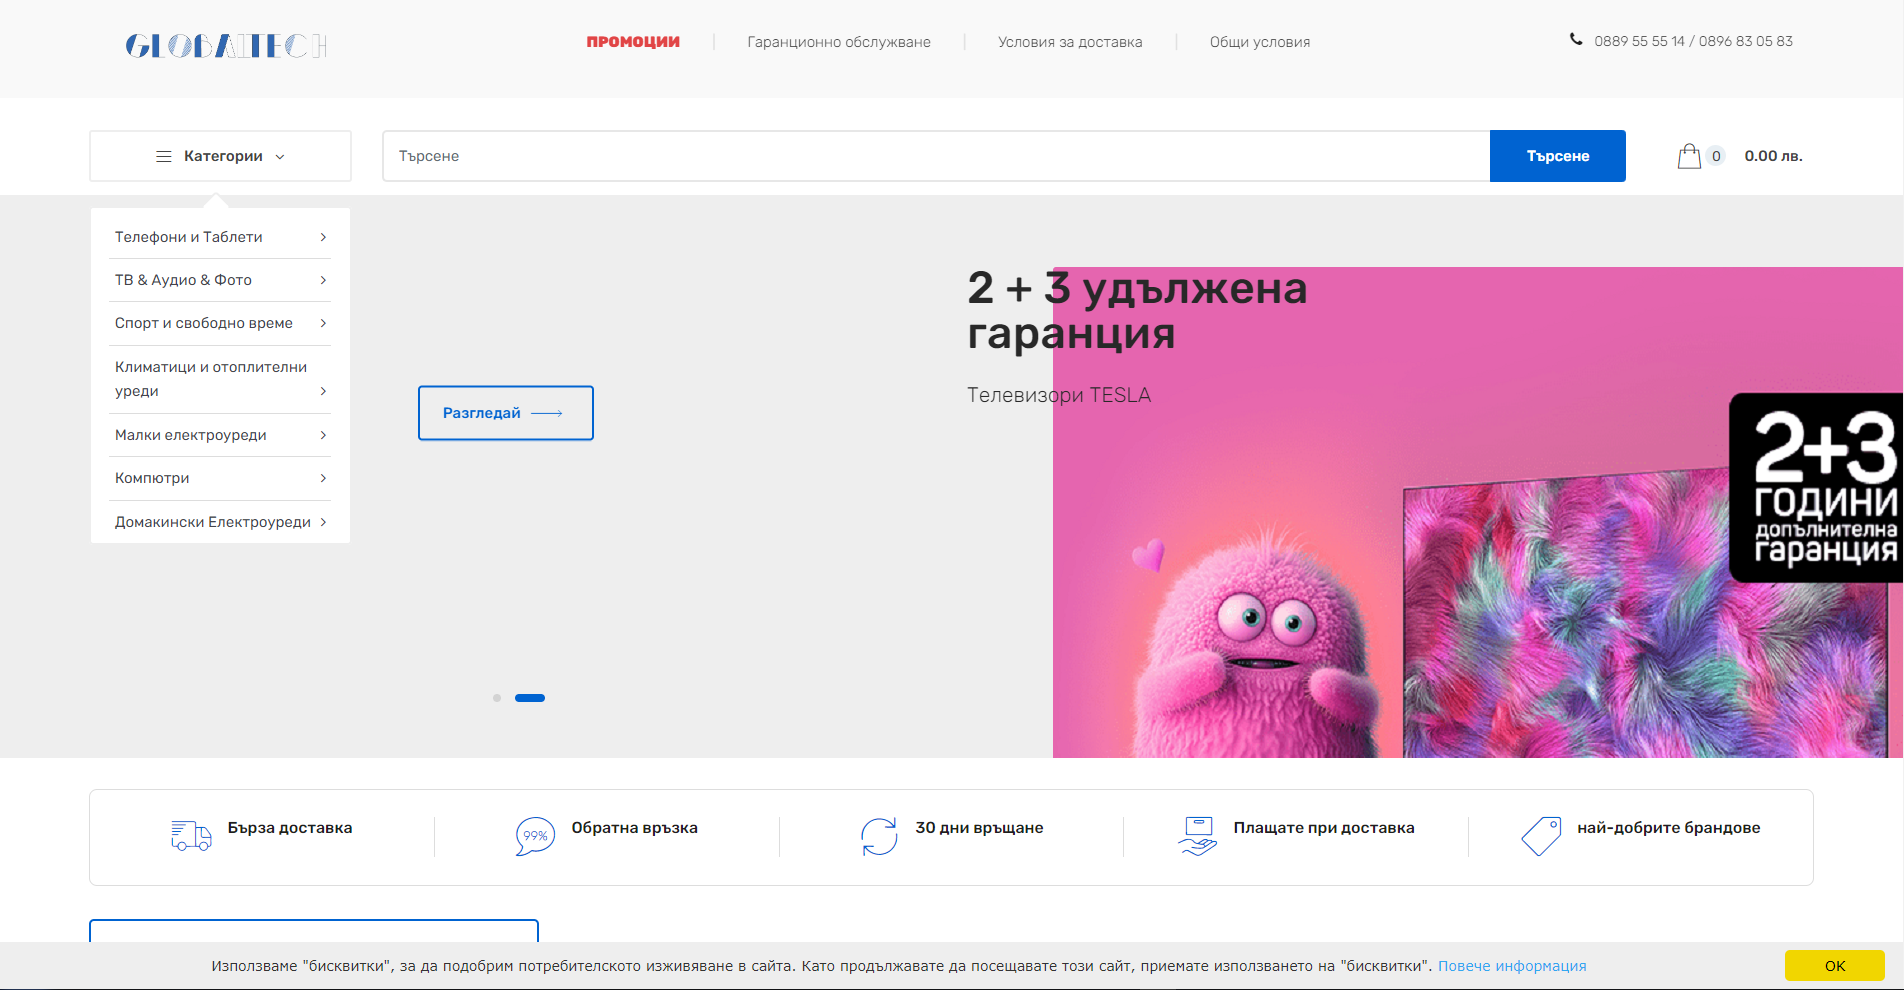 GLOBALTECH
ПРОМОЦИИ
Гаранционно обслужване
Условия за доставка
Общи условия
0889 55 55 14 / 0896 83 05 83
Категории
Търсене
Търсене
0
0.00 лв.
Телефони и Таблети
ТВ & Аудио & Фото
Спорт и свободно време
Климатици и отоплителни
уреди
Малки електроуреди
Компютри
Домакински Електроуреди
2 + 3 удължена
гаранция
Телевизори TESLA
Разгледай
2+3
ГОДИНИ
допълнителна
гаранция
Бърза доставка
99%
Обратна връзка
30 дни връщане
Плащате при доставка
най-добрите брандове
Използваме "бисквитки", за да подобрим потребителското изживяване в сайта. Като продължавате да посещавате този сайт, приемате използването на "бисквитки". Повече информация
OK